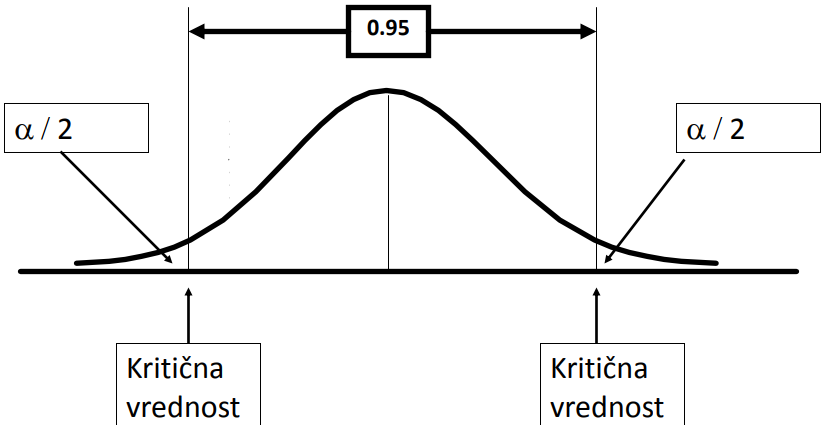 0.95
α / 2
α / 2
Kritična
vrednost
Kritična
vrednost